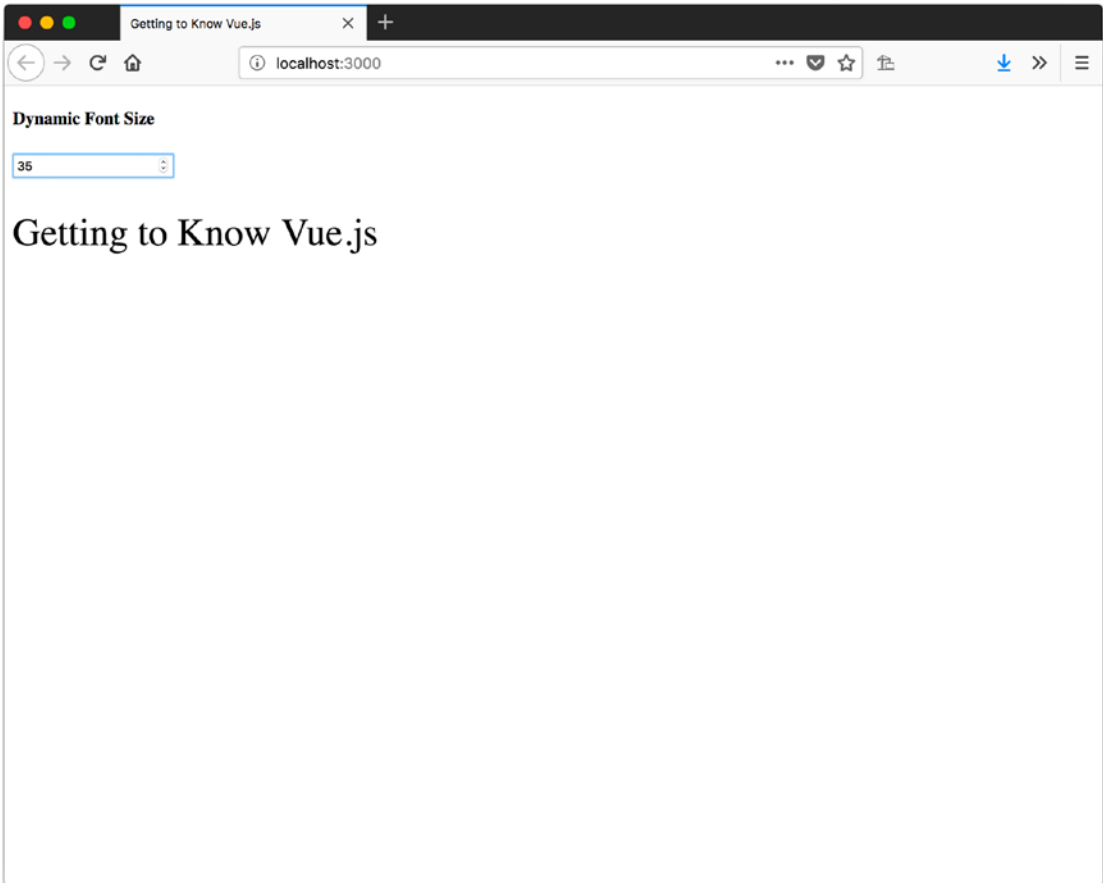 Getting to Know Vue.js
localhost:3000
Dynamic Font Size
35
Getting to Know Vue.js